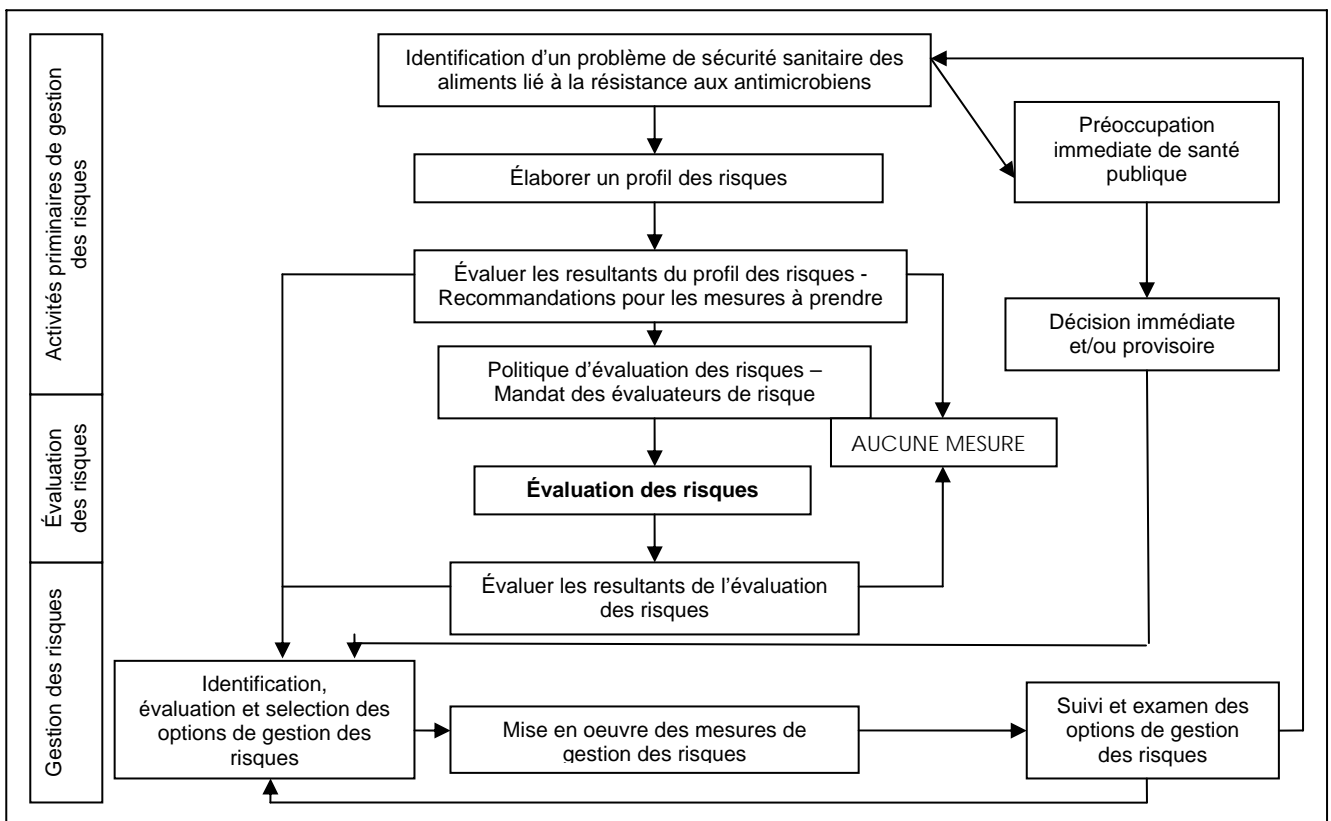 Activités priminaires de gestion
des risques
Évaluation
des risques
Gestion des risques
Identification d’un problème de sécurité sanitaire des
aliments lié à la résistance aux antimicrobiens
Préoccupation
immediate de santé
publique
Élaborer un profil des risques
Évaluer les resultants du profil des risques -
Recommandations pour les mesures à prendre
Décision immédiate
et/ou provisoire
Politique d’évaluation des risques –
Mandat des évaluateurs de risque
AUCUNE MESURE
Évaluation des risques
Évaluer les resultants de l’évaluation
des risques
Identification,
évaluation et selection des
options de gestion des
risques
Mise en oeuvre des mesures de
gestion des risques
Suivi et examen des
options de gestion
des risques